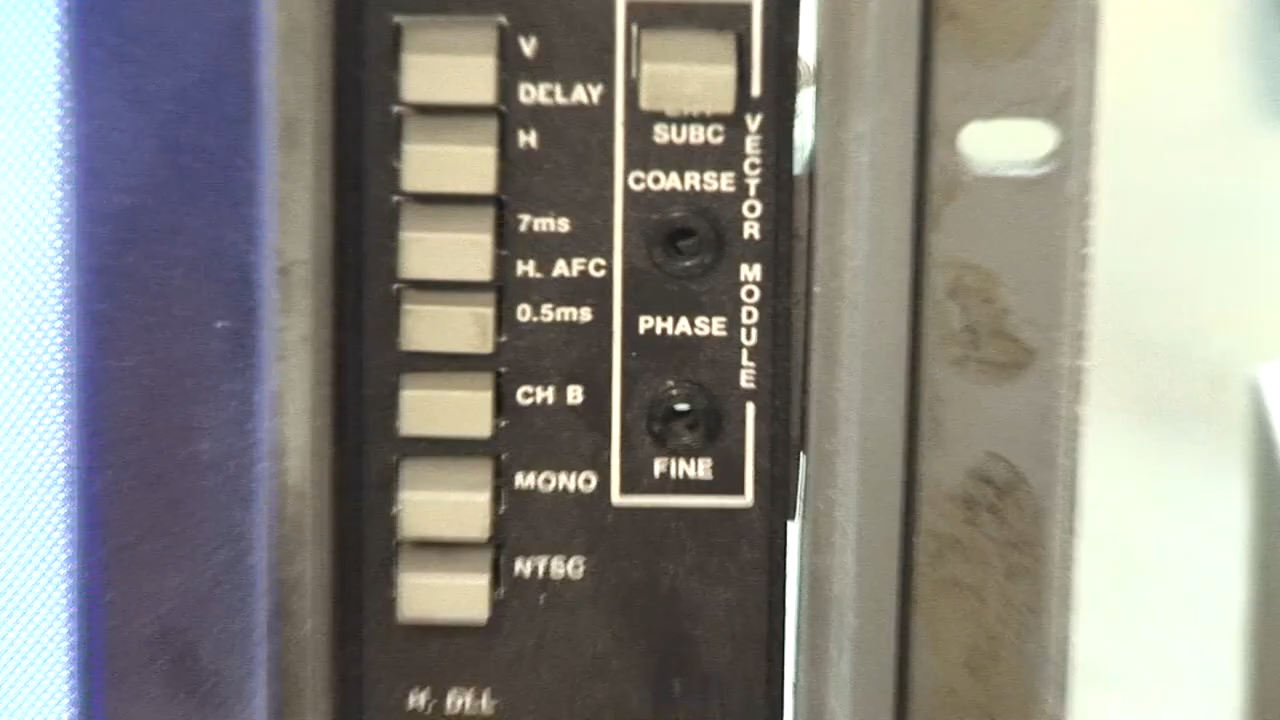 V
DELAY
H
7ms
H. AFC
0.5ms
CH B
MONO
NTSC
SUBC
COARSE
PHASE
FINE
VECTOR MODULE